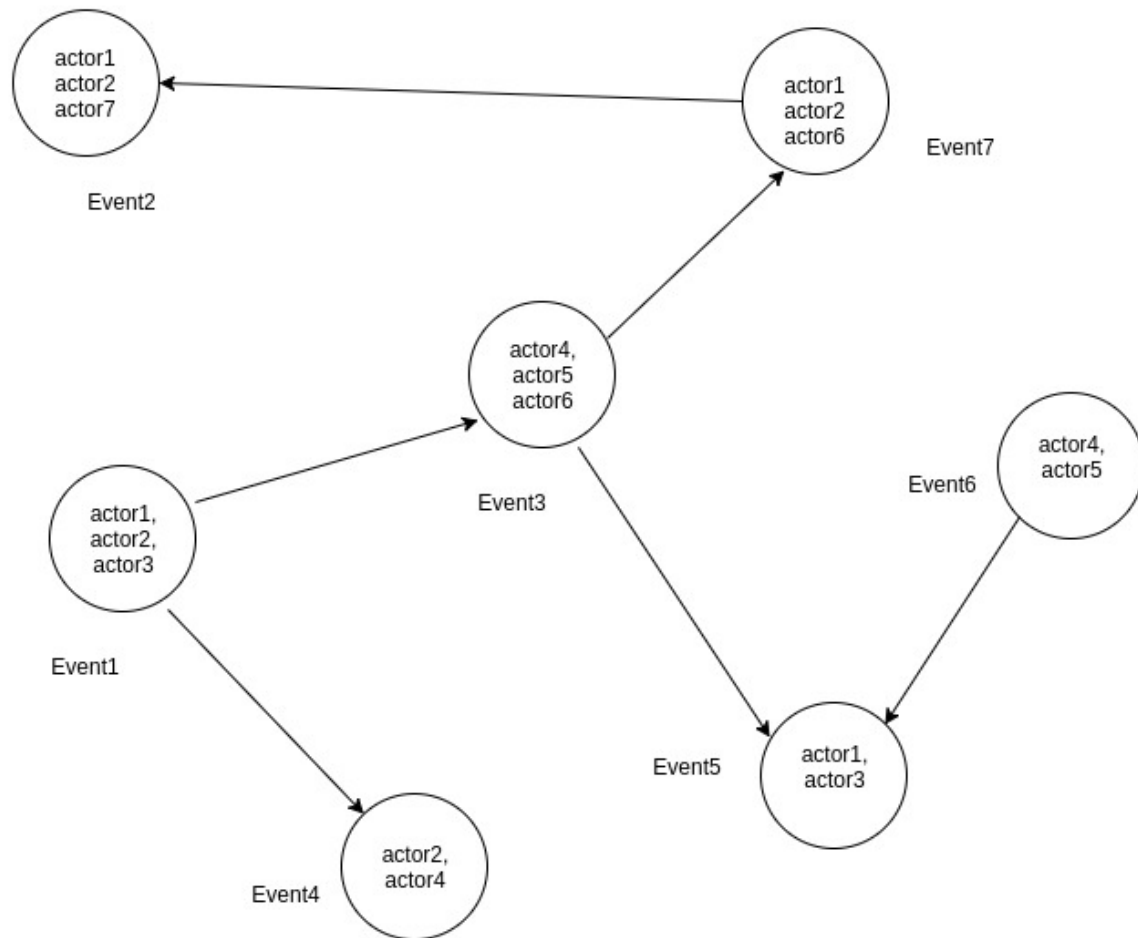 actor1
actor2
actor7
Event2
actor1
actor2
actor6
Event7
actor4,
actor5
actor6
Event3
actor4,
actor5
Event6
actor1,
actor2,
actor3
Event1
actor1,
actor3
Event5
actor2,
actor4
Event4